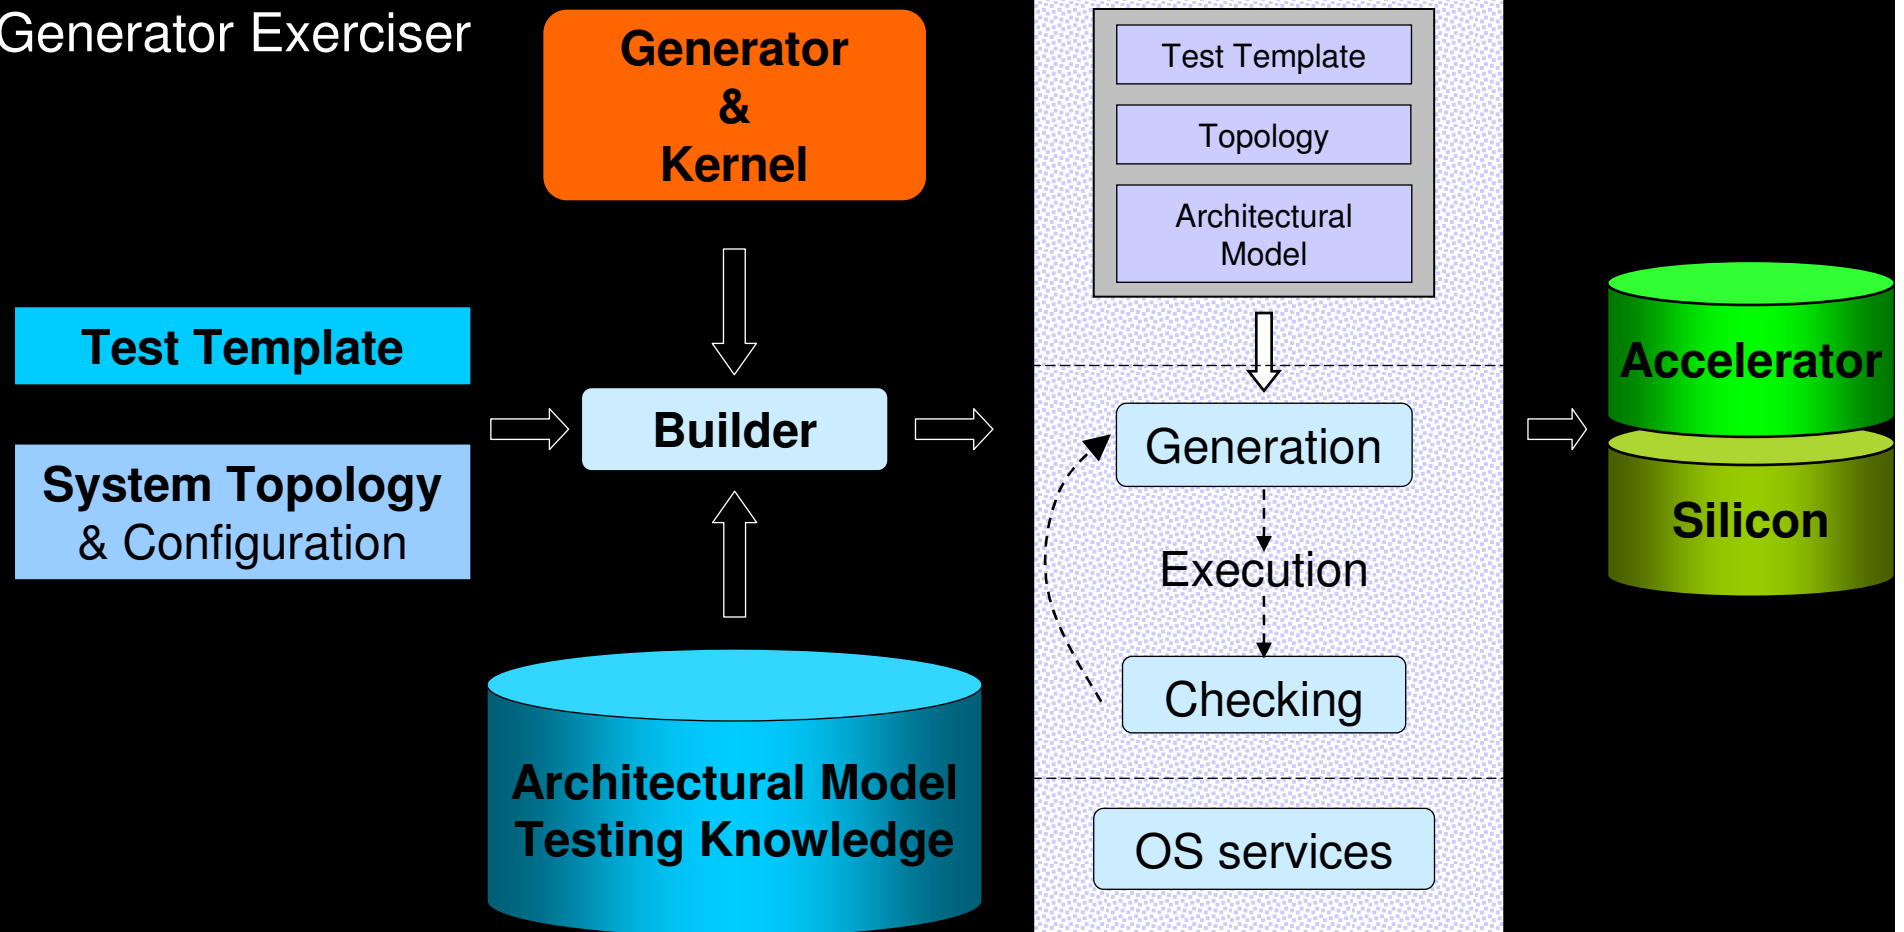 Generator Exerciser
Generator
&
Kernel
Test Template
System Topology
& Configuration
Builder
Architectural Model
Testing Knowledge
Test Template
Topology
Architectural
Model
Generation
Execution
Checking
OS services
Accelerator
Silicon